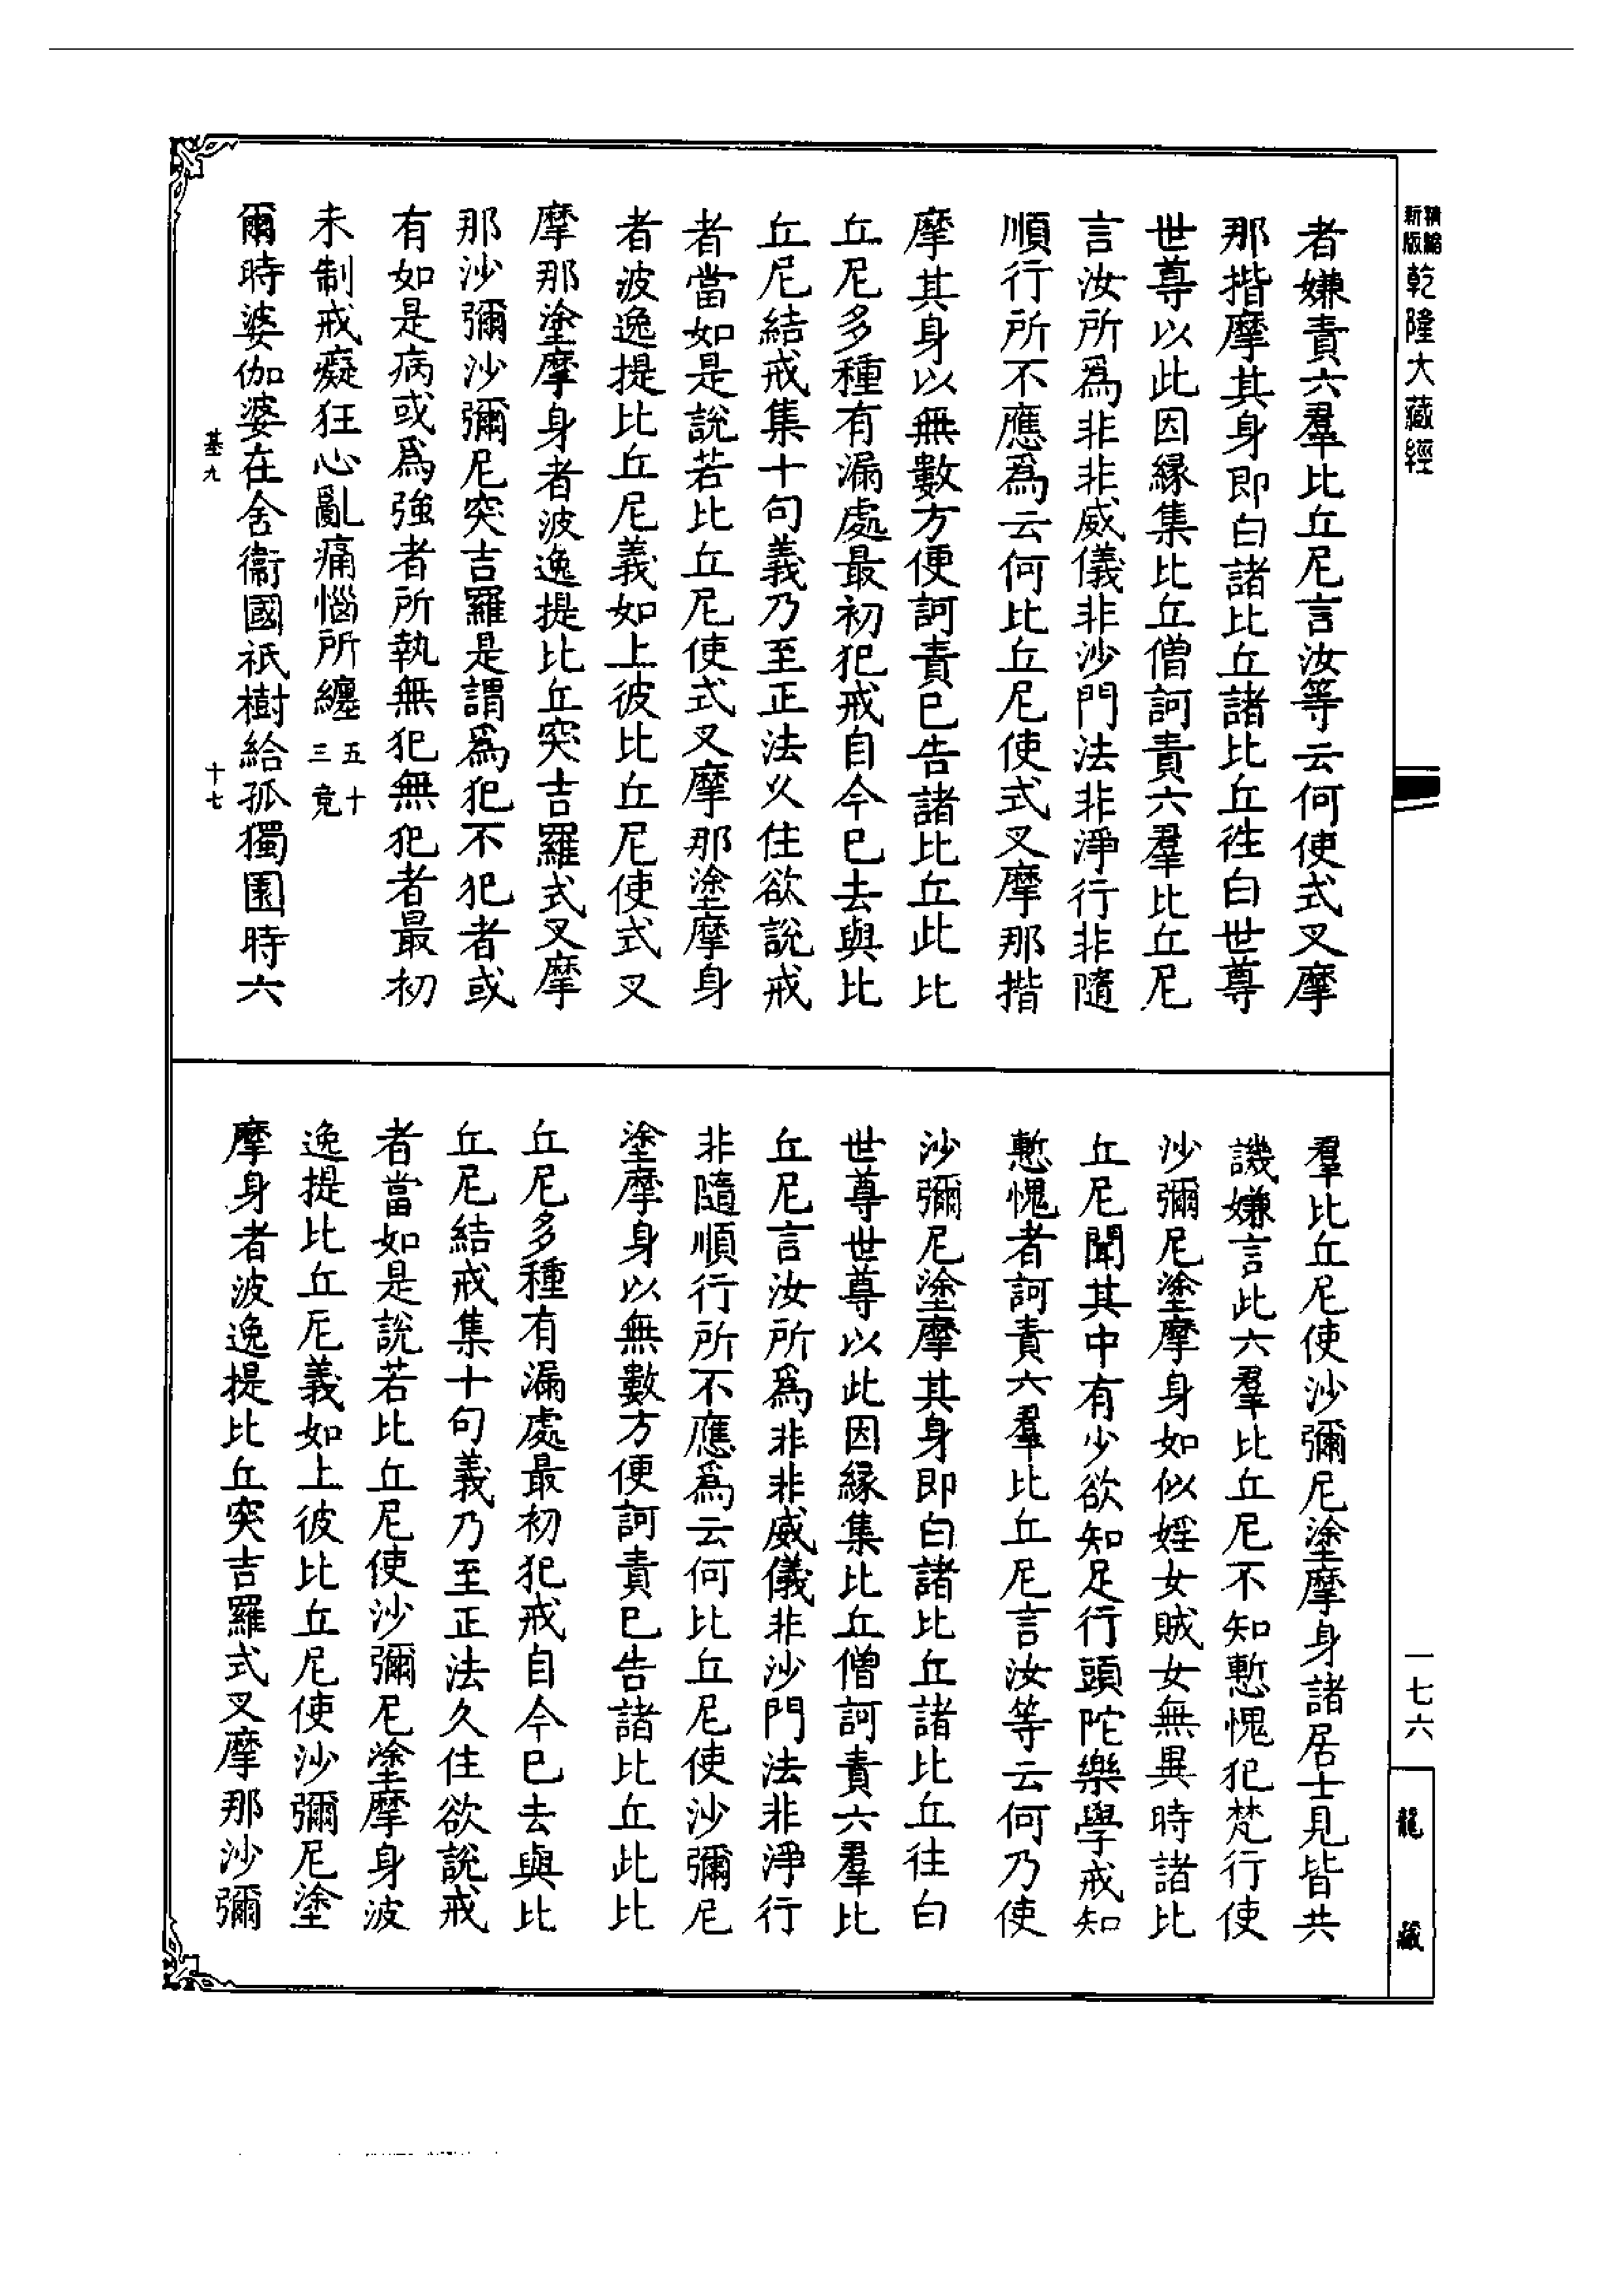 精縮新版乾隆大藏經
者嫌責六羣比丘尼言汝等云何使式叉摩
那揩摩其身即白諸比丘諸比丘往白世尊
世尊以此因緣集比丘僧訶責六羣比丘尼
言汝所爲非非威儀非沙門法非淨行非隨
順行所不應爲云何比丘尼使式叉摩那揩
摩其身以無數方便訶責已告諸比丘此比
丘尼多種有漏處最初犯戒自今已去與比
丘尼結戒集十句義乃至正法久住欲說戒
者當如是說若比丘尼使式叉摩那塗摩身
者波逸提比丘尼義如上彼比丘尼使式叉
摩那塗摩身者波逸提比丘突吉羅式叉摩
那沙彌沙彌尼突吉羅是謂爲犯不犯者或
有如是病或爲強者所執無犯無犯者最初
未制戒癡狂心亂痛惱所纏五十三竟
爾時婆伽婆在舍衞國祇樹給孤獨園時六
基九 十七
羣比丘尼使沙彌尼塗摩身諸居士見皆共
譏嫌言此六羣比丘尼不知慙愧犯梵行使
沙彌尼塗摩身如似婬女賊女無異時諸比
丘尼聞其中有少欲知足行頭陀樂學戒知
慙愧者訶責六羣比丘尼言汝等云何乃使
沙彌尼塗摩其身即白諸比丘諸比丘往白
世尊世尊以此因緣集比丘僧訶責六羣比
丘尼言汝所爲非非威儀非沙門法非淨行
非隨順行所不應爲云何比丘尼使沙彌尼
塗摩身以無數方便訶責已告諸比丘此比
丘尼多種有漏處最初犯戒自今已去與比
丘尼結戒集十句義乃至正法久住欲說戒
者當如是說若比丘尼使沙彌尼塗摩身波
逸提比丘尼義如上彼比丘尼使沙彌尼塗
摩身者波逸提比丘突吉羅式叉摩那沙彌
一七六
龍藏